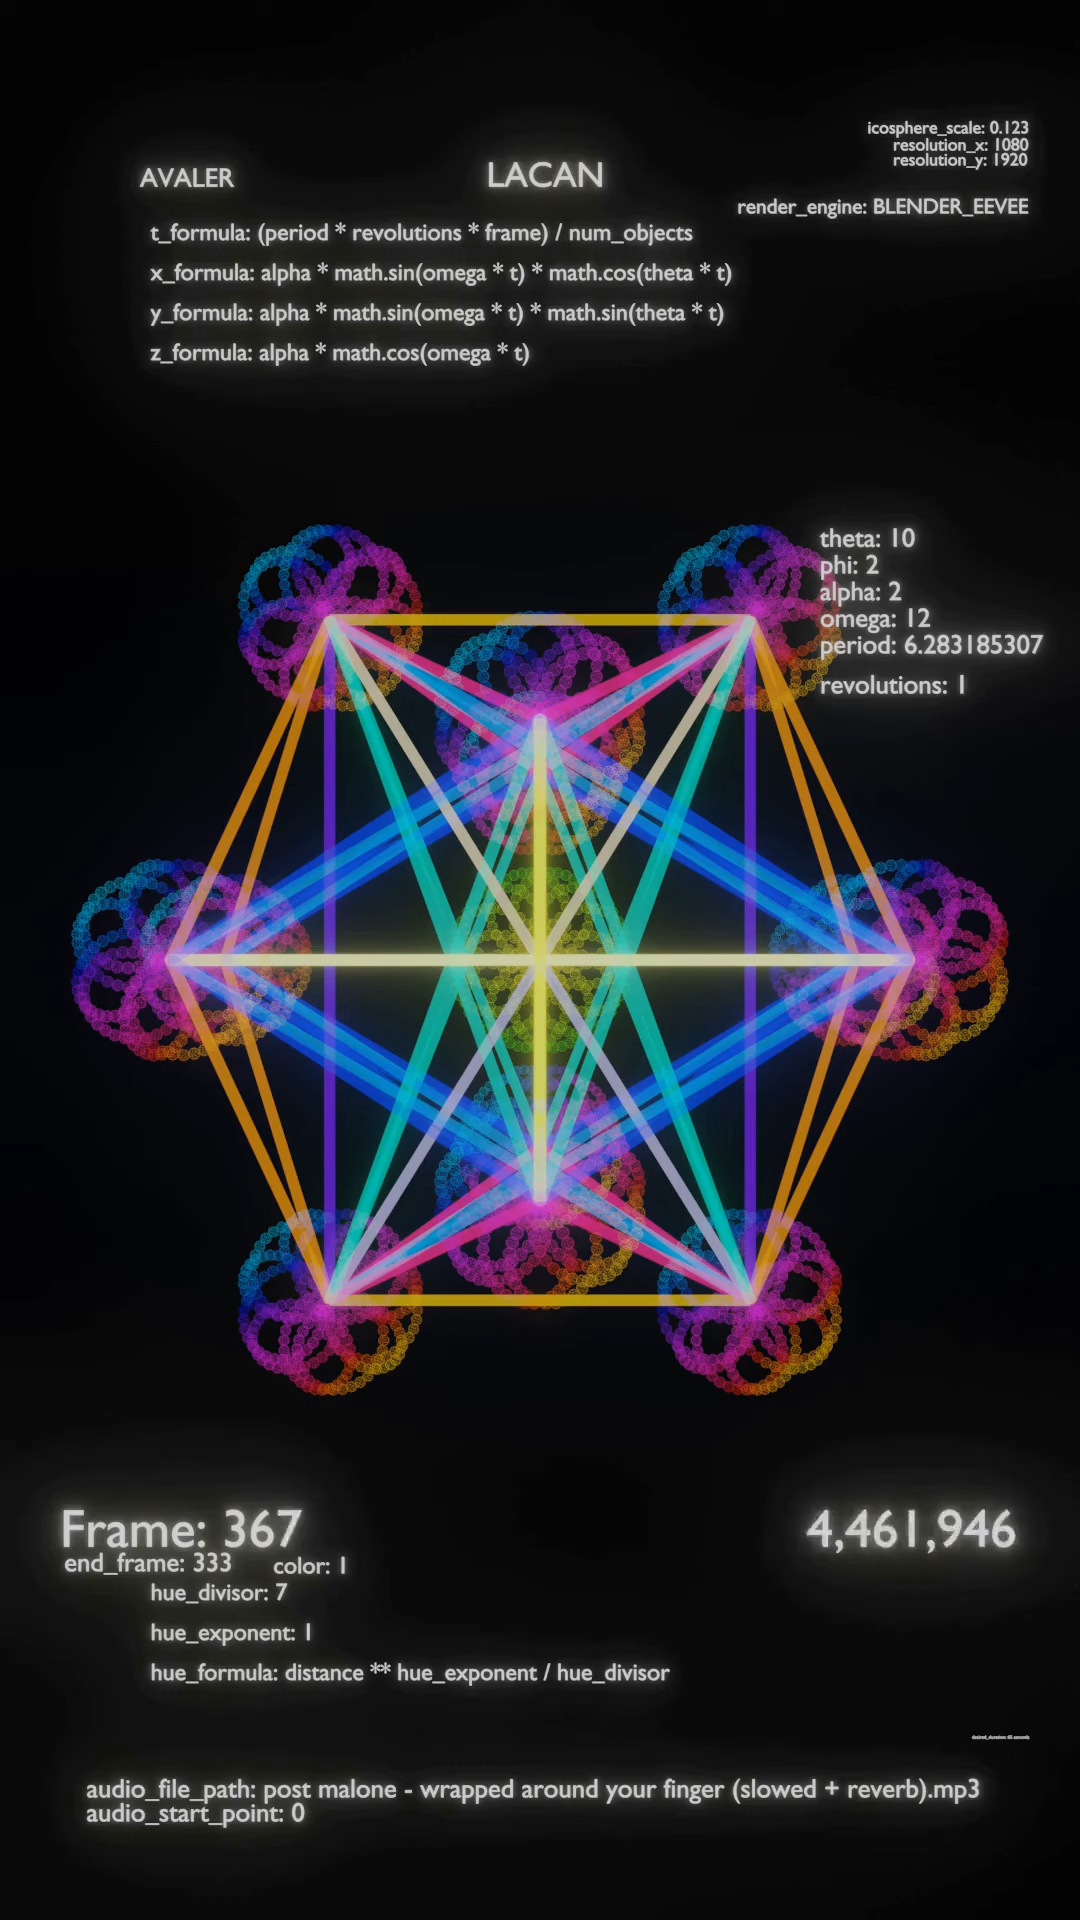 icosphere_scale: 0.123
resolution_x: 1080
resolution_y: 1920
AVALER
LACAN
render_engine: BLENDER_EEVEE
t_formula: (period * revolutions * frame) / num_objects
x_formula: alpha * math.sin(omega * t) * math.cos(theta * t)
y_formula: alpha * math.sin(omega * t) * math.sin(theta * t)
z_formula: alpha * math.cos(omega * t)
theta: 10
phi: 2
alpha: 2
omega: 12
period: 6.283185307
revolutions: 1
Frame: 367
4,461,946
end_frame: 333
color: 1
hue_divisor: 7
hue_exponent: 1
hue_formula: distance ** hue_exponent / hue_divisor
audio_file_path: post malone - wrapped around your finger (slowed + reverb).mp3
audio_start_point: 0